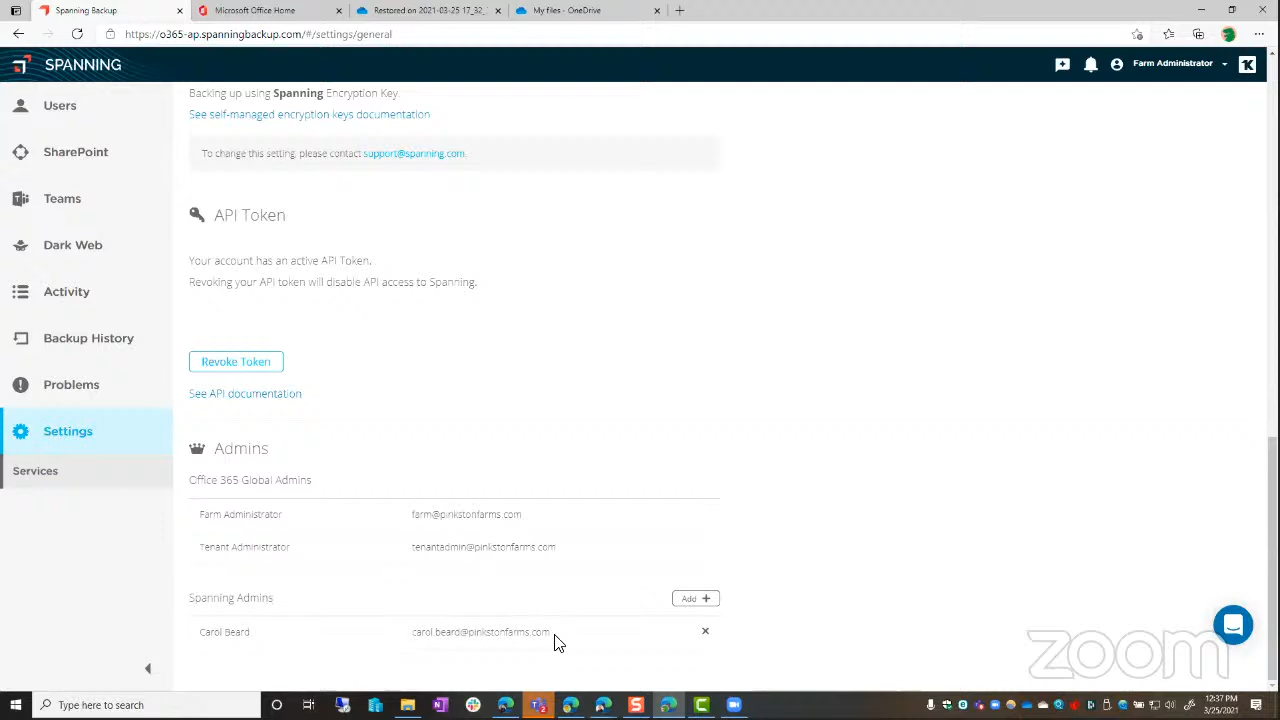 Spanning Backup
Microsoft Office Home
Restored on 2021-03-25 17_32_
My files - OneDrive
https://o365-ap.spanningbackup.com/#/settings/general
SPANNING
Farm Administrator
Users
SharePoint
Teams
Dark Web
Activity
Backup History
Problems
Settings
Services
Backing up using Spanning Encryption Key.
See self-managed encryption keys documentation
To change this setting, please contact support@spanning.com.
API Token
Your account has an active API Token.
Revoking your API token will disable API access to Spanning.
Revoke Token
See API documentation
Admins
Office 365 Global Admins
Farm Administrator farm@pinkstonfarms.com
Tenant Administrator tenantadmin@pinkstonfarms.com
Spanning Admins Add +
Carol Beard carol.beard@pinkstonfarms.com
zoom
Type here to search
12:37 PM
3/25/2021